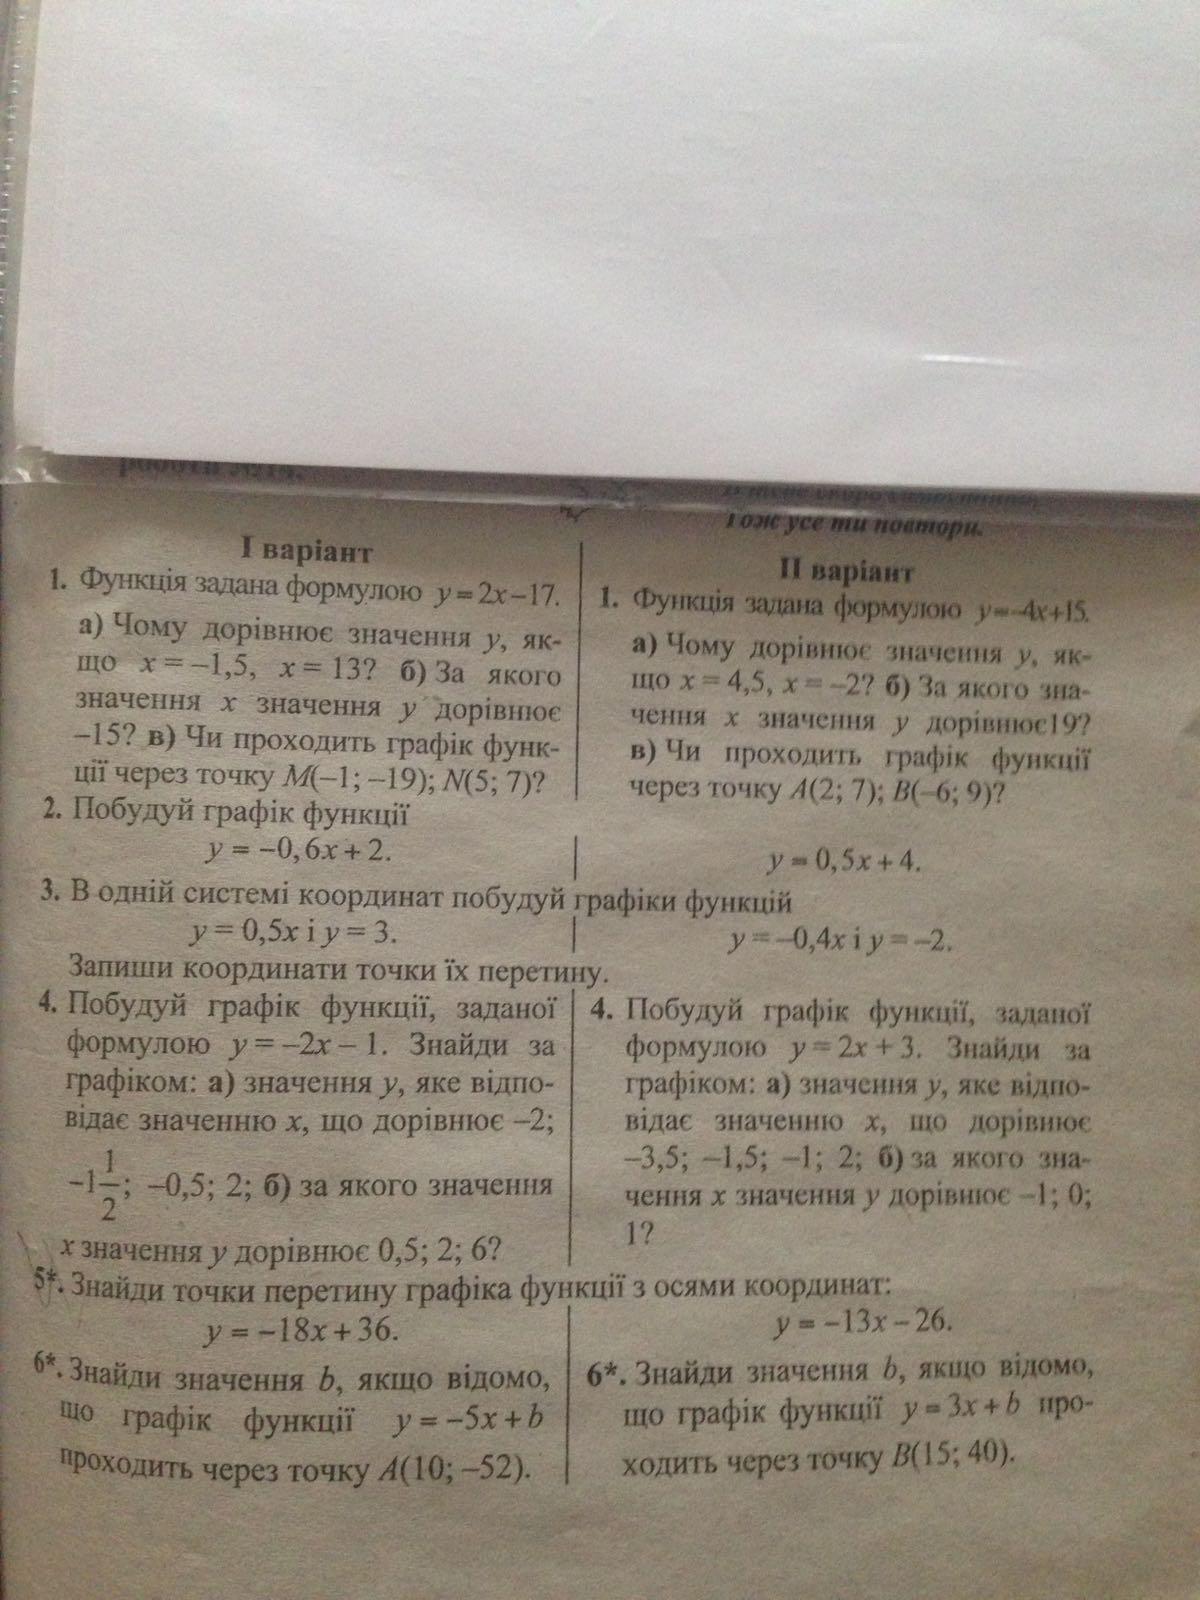 роботи №14.
Тож усе ти повтори.
І варіант
1. Функція задана формулою y=2x–17.
а) Чому дорівнює значення y, як-
що x=–1,5, x=13? б) За якого
значення x значення y дорівнює
–15? в) Чи проходить графік функ-
ції через точку M(–1; –19); N(5; 7)?
ІІ варіант
1. Функція задана формулою y=–4x+15.
а) Чому дорівнює значення y, як-
що x=4,5, x=–2? б) За якого зна-
чення x значення y дорівнює19?
в) Чи проходить графік функції
через точку A(2; 7); B(–6; 9)?
2. Побудуй графік функції
y = –0,6x+2.
y=0,5x+4.
3. В одній системі координат побудуй графіки функцій
y=0,5x і y=3.
y=–0,4x і y=–2.
Запиши координати точки їх перетину.
4. Побудуй графік функції, заданої
формулою y=–2x–1. Знайди за
графіком: а) значення y, яке відпо-
відає значенню x, що дорівнює –2;
–1 1/2; –0,5; 2; б) за якого значення
x значення y дорівнює 0,5; 2; 6?
4. Побудуй графік функції, заданої
формулою y=2x+3. Знайди за
графіком: а) значення y, яке відпо-
відає значенню x, що дорівнює
–3,5; –1,5; –1; 2; б) за якого зна-
чення x значення y дорівнює –1; 0;
1?
5*. Знайди точки перетину графіка функції з осями координат:
y=–18x+36.
y=–13x–26.
6*. Знайди значення b, якщо відомо,
що графік функції y=–5x+b
проходить через точку A(10; –52).
6*. Знайди значення b, якщо відомо,
що графік функції y=3x+b про-
ходить через точку B(15; 40).